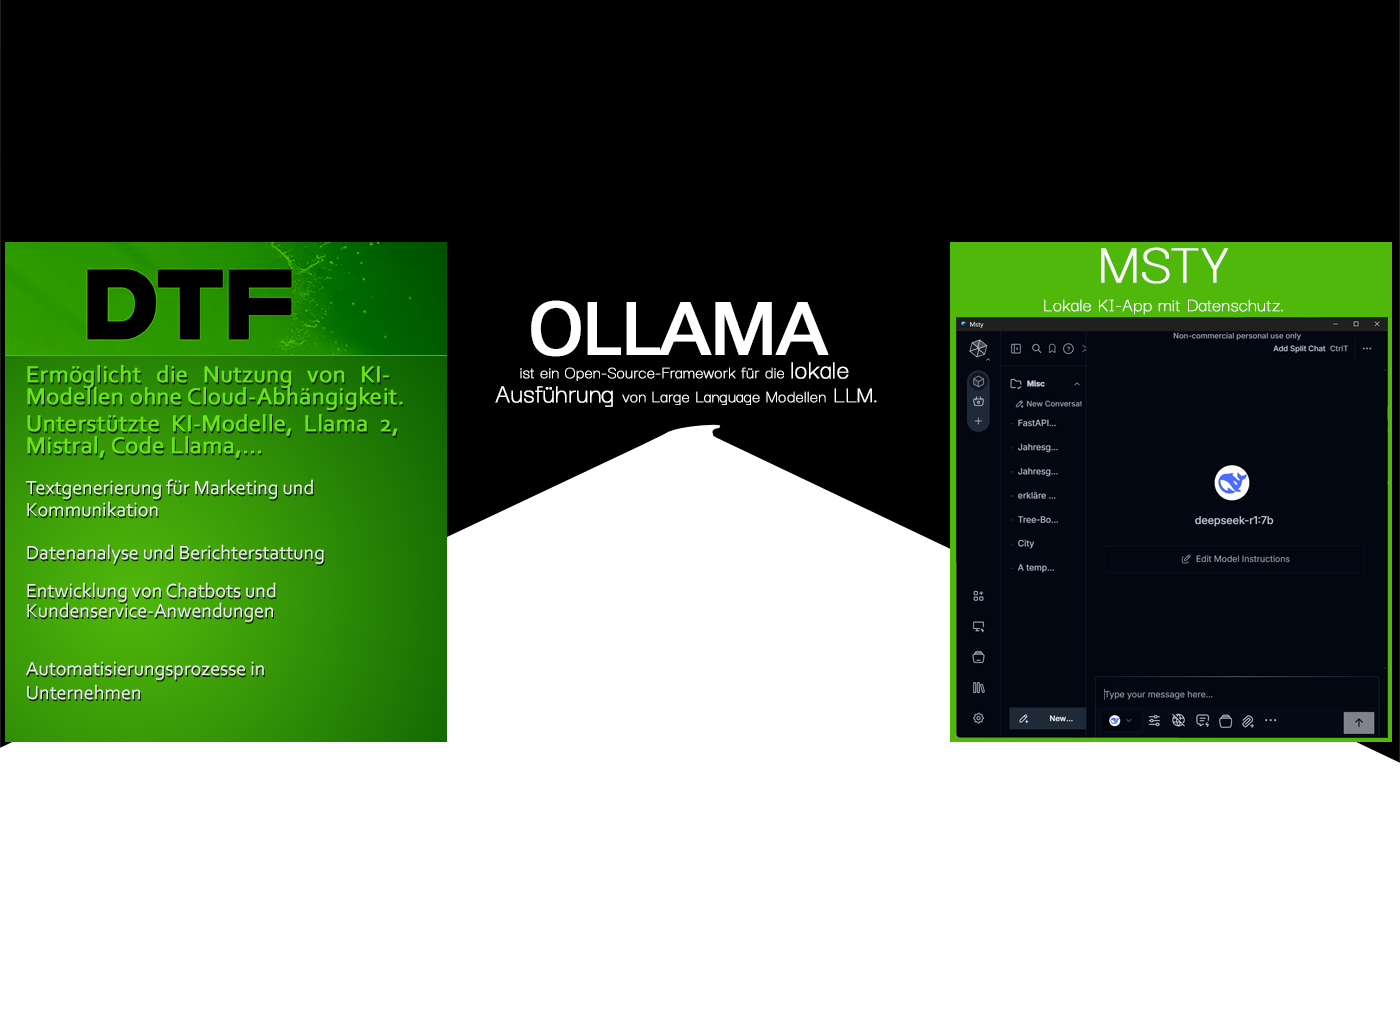 DTF
Ermöglicht die Nutzung von KI-
Modellen ohne Cloud-Abhängigkeit.
Unterstützte KI-Modelle, Llama 2,
Mistral, Code Llama,...
Textgenerierung für Marketing und
Kommunikation
Datenanalyse und Berichterstattung
Entwicklung von Chatbots und
Kundenservice-Anwendungen
Automatisierungsprozesse in
Unternehmen
OLLAMA
ist ein Open-Source-Framework für die lokale
Ausführung von Large Language Modellen LLM.
MSTY
Lokale KI-App mit Datenschutz.
Msty
Non-commercial personal use only
Add Split Chat CtrlT
Misc
New Conversat
FastAPI...
Jahresg...
Jahresg...
erkläre ...
Tree-Bo...
City
A temp...
deepseek-r1:7b
Edit Model Instructions
Type your message here...
New...